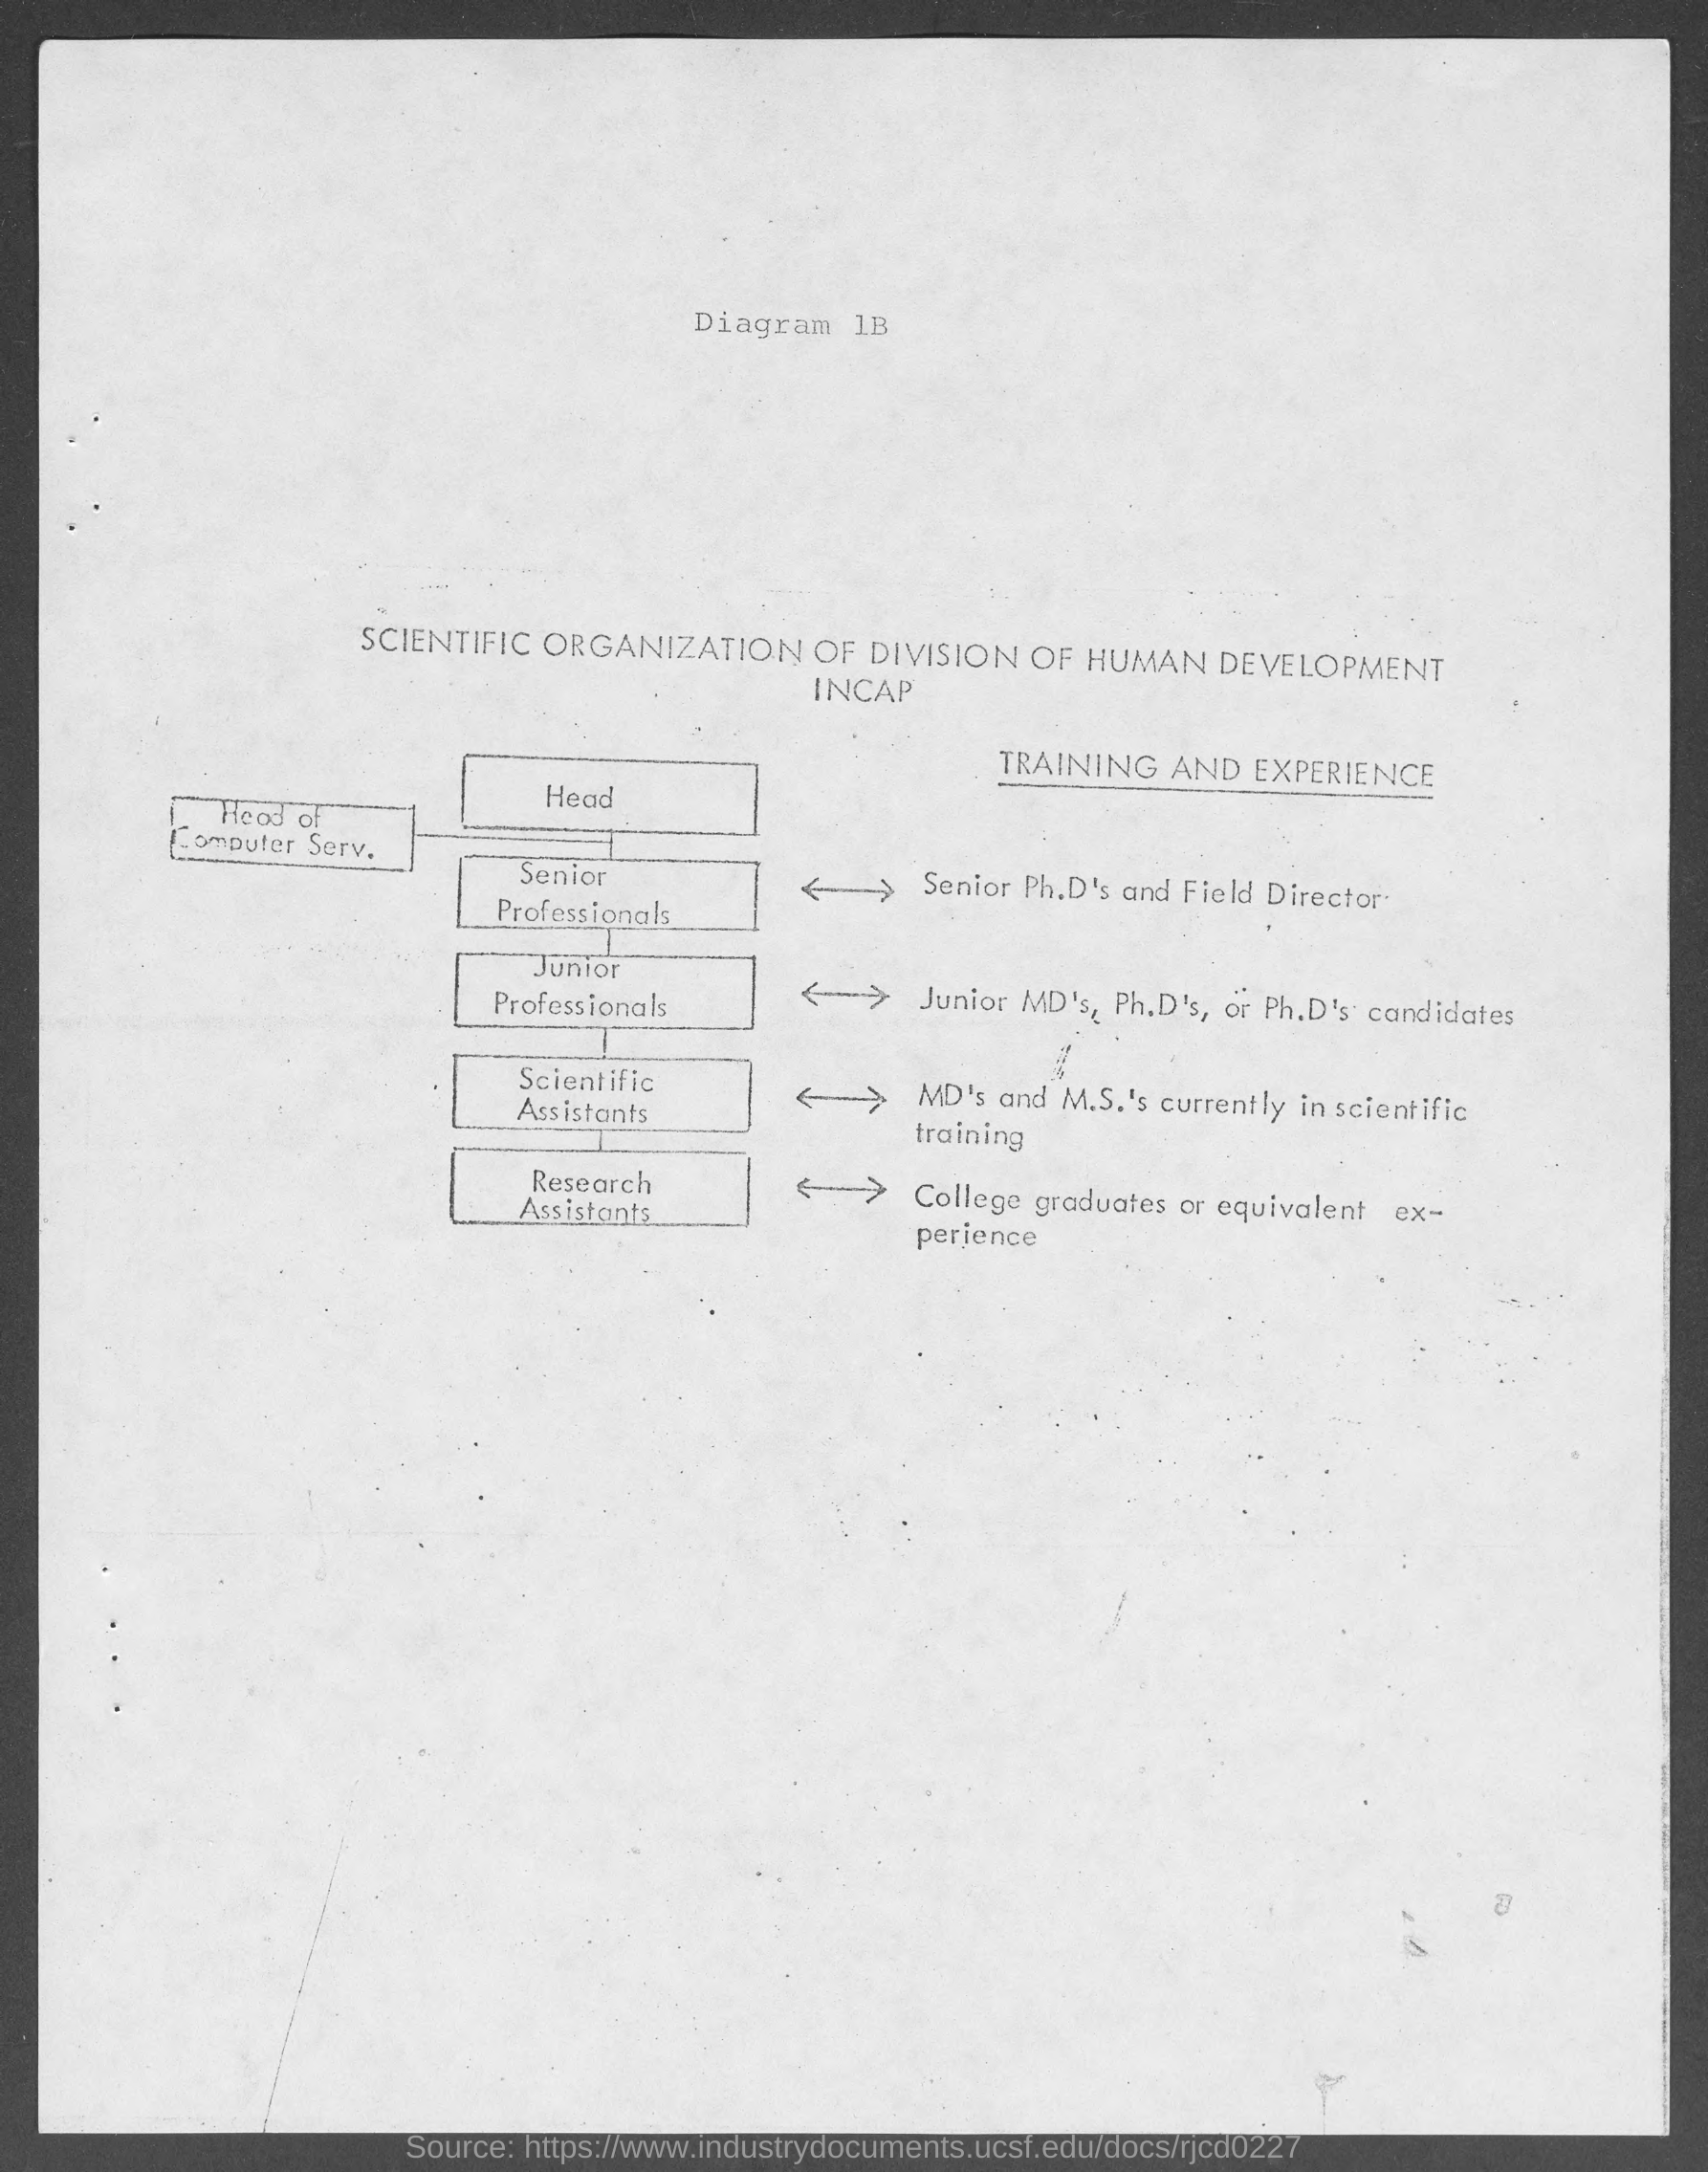 Diagram 1B
SCIENTIFIC ORGANIZATION OF DIVISION OF HUMAN DEVELOPMENT
INCAP
TRAINING AND EXPERIENCE
Head
Head of
Computer Serv.
Senior
Professionals
Senior Ph.D's and Field Director
Junior
Professionals
Junior MD's, Ph.D's, or Ph.D's candidates
Scientific
Assistants
MD's and M.S.'s currently in scientific
training
Research
Assistants
College graduates or equivalent ex-
perience
Source: https://www.industrydocuments.ucsf.edu/docs/rjcd0227